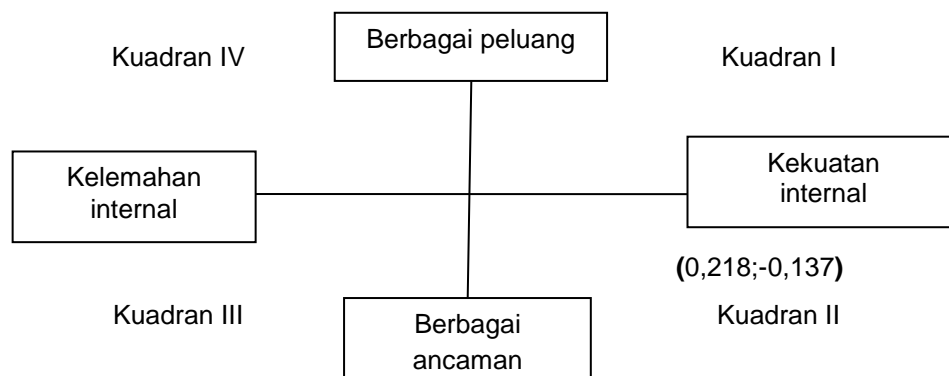 Berbagai peluang
Kuadran IV
Kuadran I
Kelemahan
internal
Kekuatan
internal
(0,218;-0,137)
Kuadran III
Kuadran II
Berbagai
ancaman